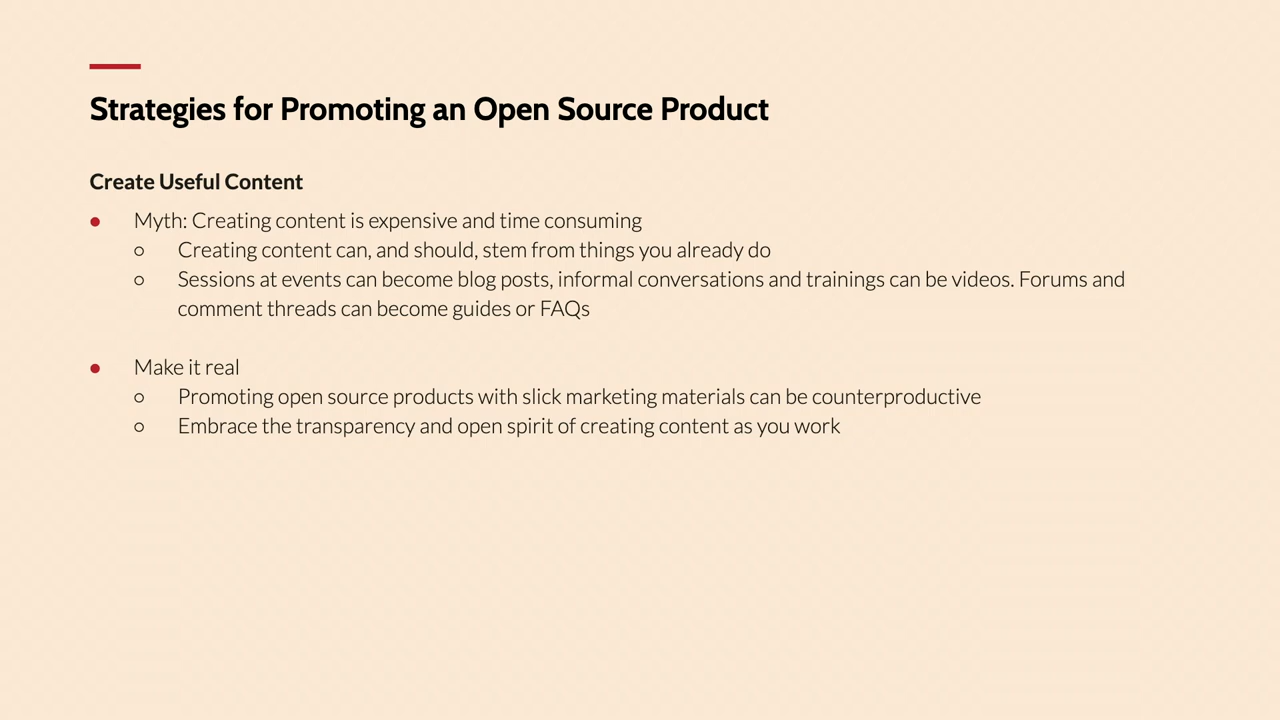 Strategies for Promoting an Open Source Product
Create Useful Content
● Myth: Creating content is expensive and time consuming
○ Creating content can, and should, stem from things you already do
○ Sessions at events can become blog posts, informal conversations and trainings can be videos. Forums and
comment threads can become guides or FAQs
● Make it real
○ Promoting open source products with slick marketing materials can be counterproductive
○ Embrace the transparency and open spirit of creating content as you work